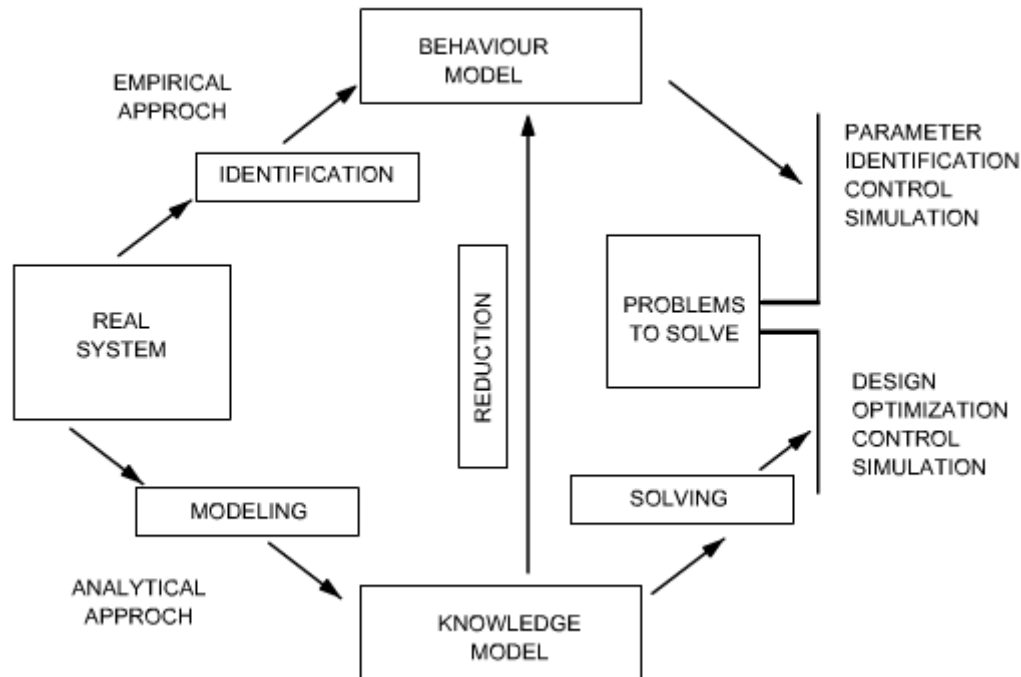 BEHAVIOUR
MODEL
EMPIRICAL
APPROCH
IDENTIFICATION
PARAMETER
IDENTIFICATION
CONTROL
SIMULATION
REAL
SYSTEM
REDUCTION
PROBLEMS
TO SOLVE
DESIGN
OPTIMIZATION
CONTROL
SIMULATION
MODELING
SOLVING
ANALYTICAL
APPROCH
KNOWLEDGE
MODEL